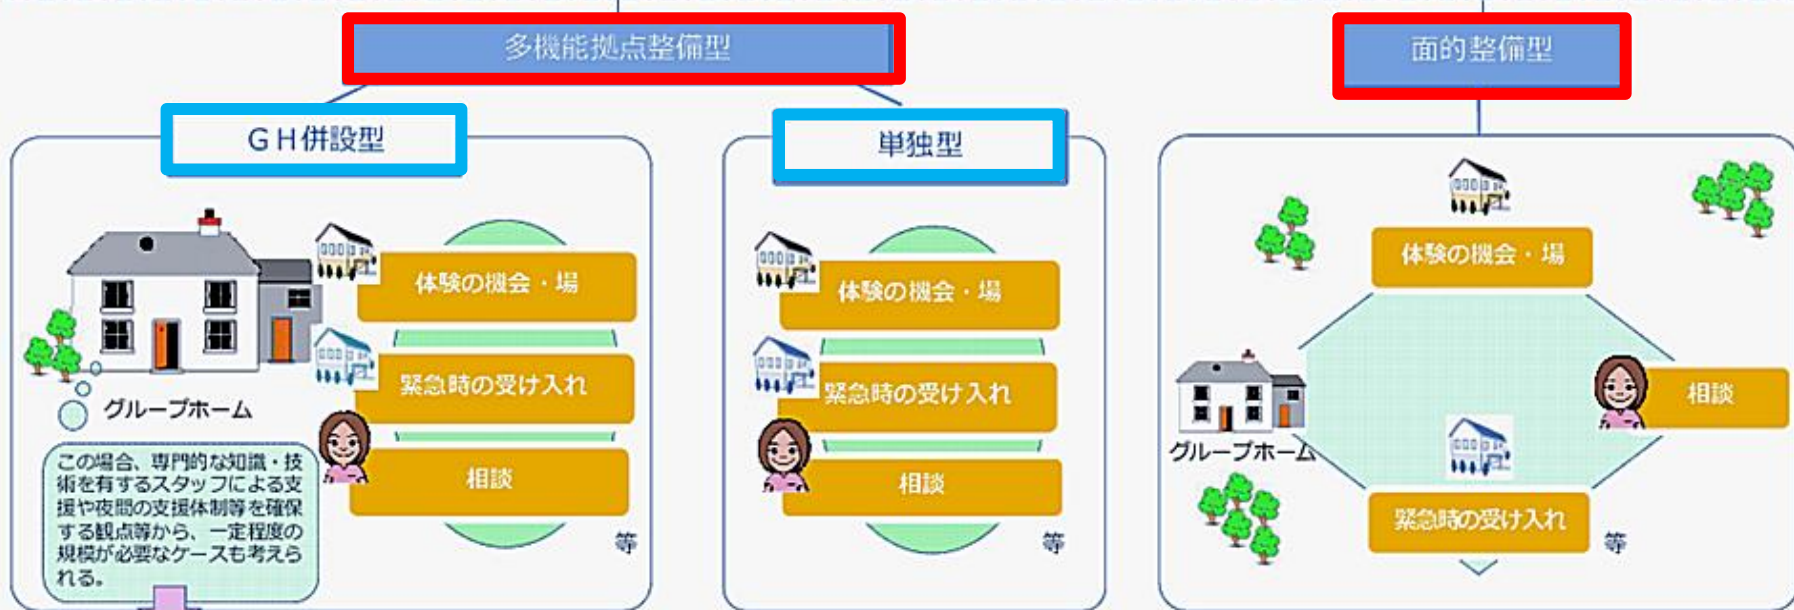 多機能拠点整備型
面的整備型
GH併設型
単独型
体験の機会・場
緊急時の受け入れ
相談
等
グループホーム
この場合、専門的な知識・技
術を有するスタッフによる支
援や夜間の支援体制等を確保
する観点等から、一定程度の
規模が必要なケースも考えら
れる。
体験の機会・場
緊急時の受け入れ
相談
等
体験の機会・場
相談
グループホーム
緊急時の受け入れ
等